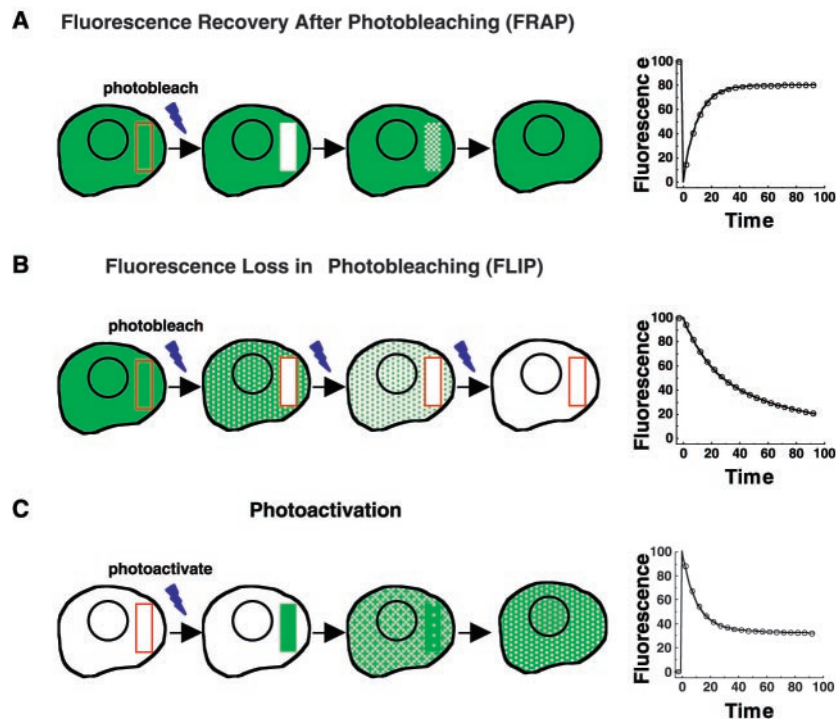 A Fluorescence Recovery After Photobleaching (FRAP)
photobleach
Fluorescenc e
100
80
60
40
20
0
0 20 40 60 80 100
Time
B Fluorescence Loss in Photobleaching (FLIP)
photobleach
Fluorescence
100
80
60
40
20
0
0 20 40 60 80 100
Time
C Photoactivation
photoactivate
Fluorescence
100
80
60
40
20
0
0 20 40 60 80 100
Time